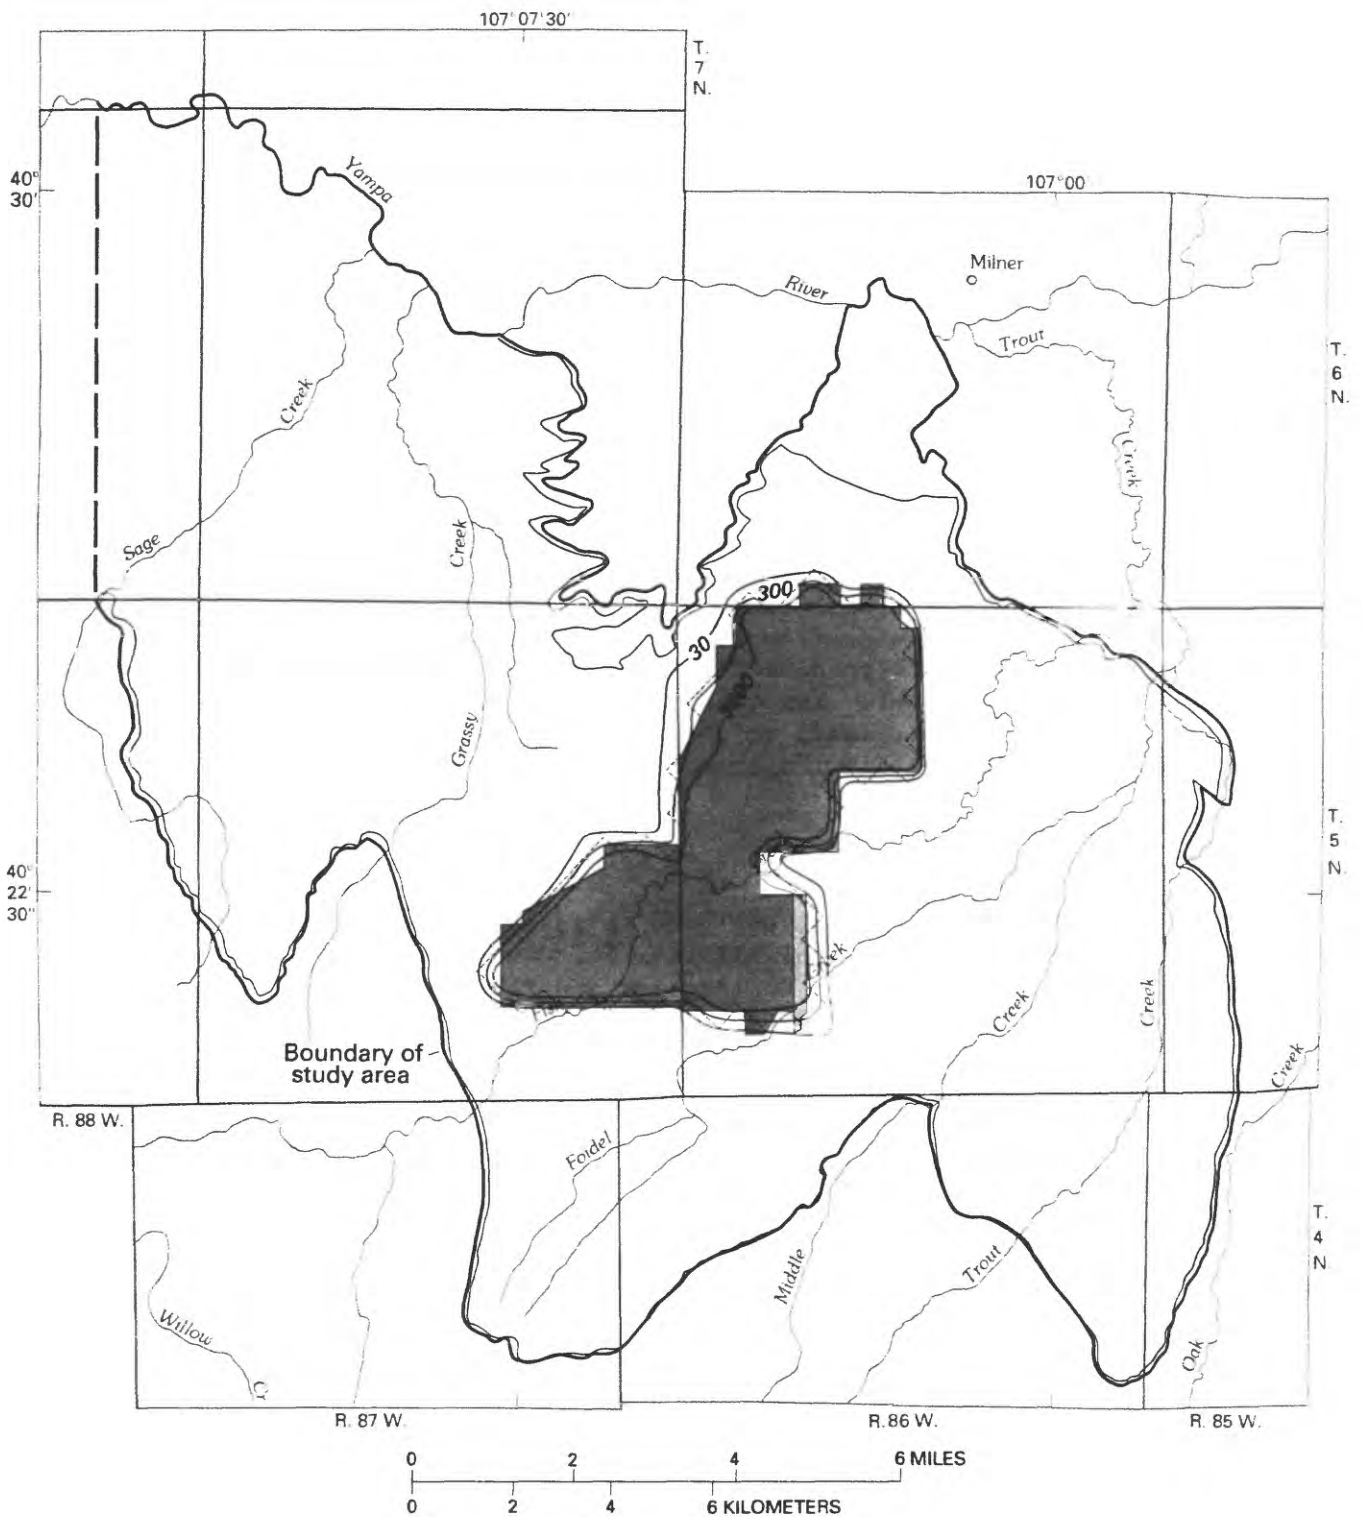 107° 07'30'
T.
7
N.
40°
30'
107°00'
Yampa
Milner
River
Trout
T.
6
N.
Creek
Creek
Sage
Creek
300
30
Grassy
T.
5
N.
40°
22'
30"
Creek
Creek
Creek
Boundary of
study area
R. 88 W.
Foidel
T.
4
N.
Middle
Trout
Willow
Cr
Oak
R. 87 W.
R. 86 W.
R. 85 W.
0 2 4 6 MILES
0 2 4 6 KILOMETERS